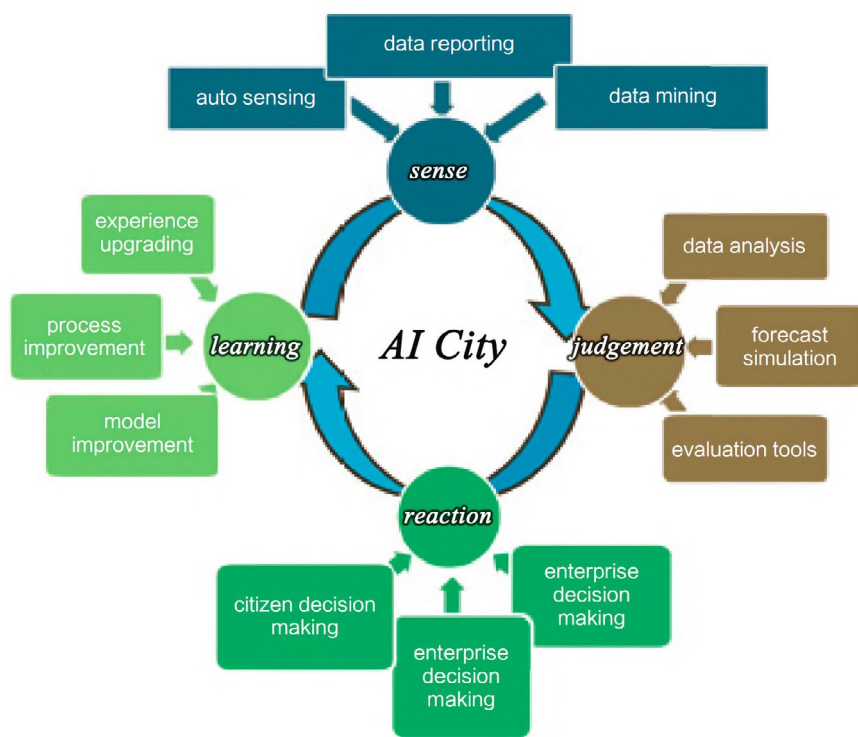 data reporting
auto sensing
data mining
sense
experience
upgrading
data analysis
process
improvement
learning
AI City
judgement
forecast
simulation
model
improvement
evaluation tools
reaction
citizen decision
making
enterprise
decision
making
enterprise
decision
making